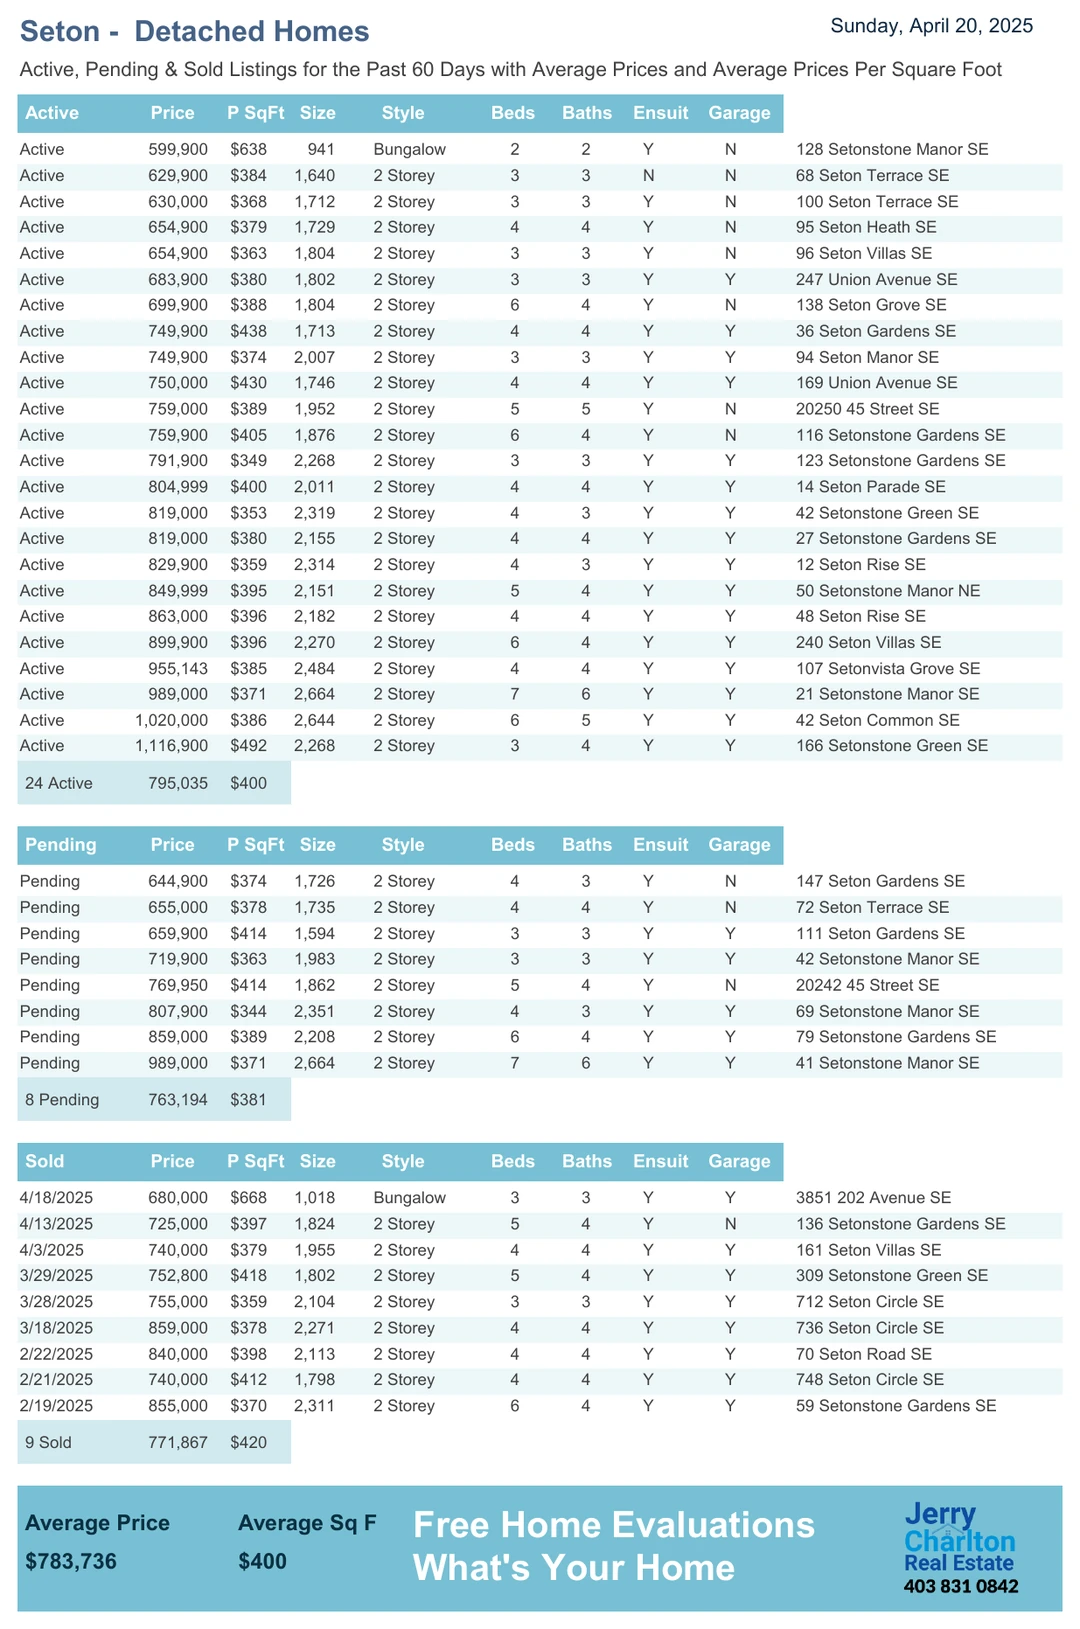 Seton -  Detached Homes
Sunday, April 20, 2025
Active, Pending & Sold Listings for the Past 60 Days with Average Prices and Average Prices Per Square Foot
Active Price P SqFt Size Style Beds Baths Ensuit Garage
Active 599,900 $638 941 Bungalow 2 2 Y N 128 Setonstone Manor SE
Active 629,900 $384 1,640 2 Storey 3 3 N N 68 Seton Terrace SE
Active 630,000 $368 1,712 2 Storey 3 3 Y N 100 Seton Terrace SE
Active 654,900 $379 1,729 2 Storey 4 4 Y N 95 Seton Heath SE
Active 654,900 $363 1,804 2 Storey 3 3 Y N 96 Seton Villas SE
Active 683,900 $380 1,802 2 Storey 3 3 Y Y 247 Union Avenue SE
Active 699,900 $388 1,804 2 Storey 6 4 Y N 138 Seton Grove SE
Active 749,900 $438 1,713 2 Storey 4 4 Y Y 36 Seton Gardens SE
Active 749,900 $374 2,007 2 Storey 3 3 Y Y 94 Seton Manor SE
Active 750,000 $430 1,746 2 Storey 4 4 Y Y 169 Union Avenue SE
Active 759,000 $389 1,952 2 Storey 5 5 Y N 20250 45 Street SE
Active 759,900 $405 1,876 2 Storey 6 4 Y N 116 Setonstone Gardens SE
Active 791,900 $349 2,268 2 Storey 3 3 Y Y 123 Setonstone Gardens SE
Active 804,999 $400 2,011 2 Storey 4 4 Y Y 14 Seton Parade SE
Active 819,000 $353 2,319 2 Storey 4 3 Y Y 42 Setonstone Green SE
Active 819,000 $380 2,155 2 Storey 4 4 Y Y 27 Setonstone Gardens SE
Active 829,900 $359 2,314 2 Storey 4 3 Y Y 12 Seton Rise SE
Active 849,999 $395 2,151 2 Storey 5 4 Y Y 50 Setonstone Manor NE
Active 863,000 $396 2,182 2 Storey 4 4 Y Y 48 Seton Rise SE
Active 899,900 $396 2,270 2 Storey 6 4 Y Y 240 Seton Villas SE
Active 955,143 $385 2,484 2 Storey 4 4 Y Y 107 Setonvista Grove SE
Active 989,000 $371 2,664 2 Storey 7 6 Y Y 21 Setonstone Manor SE
Active 1,020,000 $386 2,644 2 Storey 6 5 Y Y 42 Seton Common SE
Active 1,116,900 $492 2,268 2 Storey 3 4 Y Y 166 Setonstone Green SE
24 Active 795,035 $400
Pending Price P SqFt Size Style Beds Baths Ensuit Garage
Pending 644,900 $374 1,726 2 Storey 4 3 Y N 147 Seton Gardens SE
Pending 655,000 $378 1,735 2 Storey 4 4 Y N 72 Seton Terrace SE
Pending 659,900 $414 1,594 2 Storey 3 3 Y Y 111 Seton Gardens SE
Pending 719,900 $363 1,983 2 Storey 3 3 Y Y 42 Setonstone Manor SE
Pending 769,950 $414 1,862 2 Storey 5 4 Y N 20242 45 Street SE
Pending 807,900 $344 2,351 2 Storey 4 3 Y Y 69 Setonstone Manor SE
Pending 859,000 $389 2,208 2 Storey 6 4 Y Y 79 Setonstone Gardens SE
Pending 989,000 $371 2,664 2 Storey 7 6 Y Y 41 Setonstone Manor SE
8 Pending 763,194 $381
Sold Price P SqFt Size Style Beds Baths Ensuit Garage
4/18/2025 680,000 $668 1,018 Bungalow 3 3 Y Y 3851 202 Avenue SE
4/13/2025 725,000 $397 1,824 2 Storey 5 4 Y N 136 Setonstone Gardens SE
4/3/2025 740,000 $379 1,955 2 Storey 4 4 Y Y 161 Seton Villas SE
3/29/2025 752,800 $418 1,802 2 Storey 5 4 Y Y 309 Setonstone Green SE
3/28/2025 755,000 $359 2,104 2 Storey 3 3 Y Y 712 Seton Circle SE
3/18/2025 859,000 $378 2,271 2 Storey 4 4 Y Y 736 Seton Circle SE
2/22/2025 840,000 $398 2,113 2 Storey 4 4 Y Y 70 Seton Road SE
2/21/2025 740,000 $412 1,798 2 Storey 4 4 Y Y 748 Seton Circle SE
2/19/2025 855,000 $370 2,311 2 Storey 6 4 Y Y 59 Setonstone Gardens SE
9 Sold 771,867 $420
Average Price Average Sq F
$783,736 $400
Free Home Evaluations
What's Your Home
Jerry
Charlton
Real Estate
403 831 0842